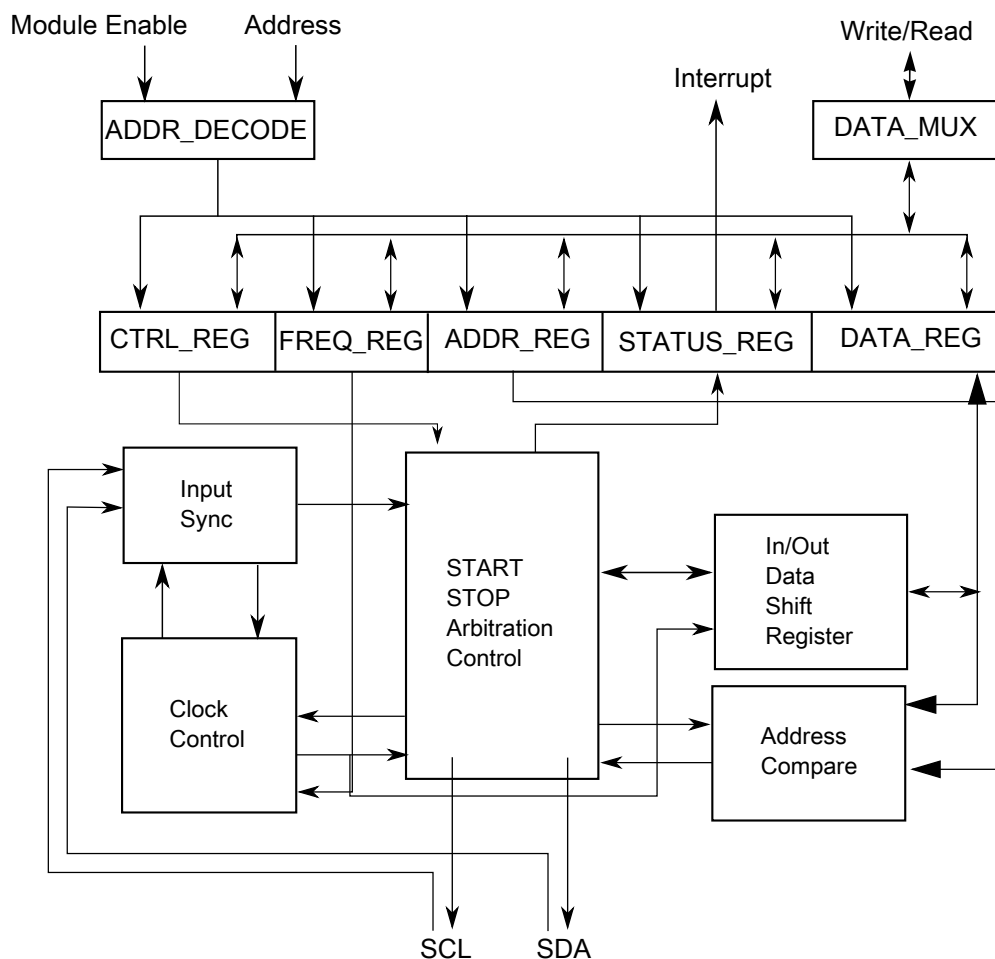 Module Enable
Address
Write/Read
Interrupt
ADDR_DECODE
DATA_MUX
CTRL_REG
FREQ_REG
ADDR_REG
STATUS_REG
DATA_REG
Input
Sync
START
STOP
Arbitration
Control
In/Out
Data
Shift
Register
Clock
Control
Address
Compare
SCL
SDA